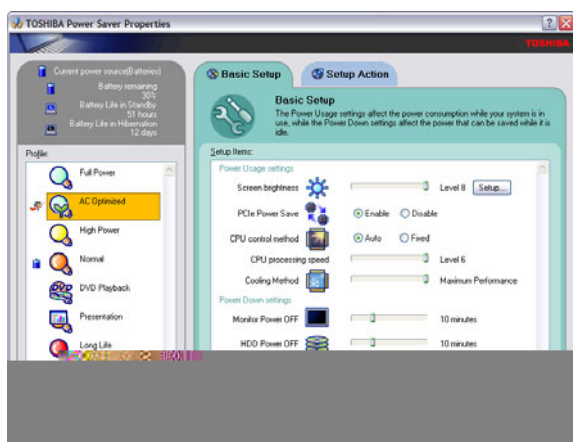 TOSHIBA Power Saver Properties
TOSHIBA
Current power source(Batteries)
Battery remaining
30%
Battery Life in Standby
51 hours
Battery Life in Hibernation
12 days
Profile:
Full Power
AC Optimized
High Power
Normal
DVD Playback
Presentation
Long Life
Basic Setup
Setup Action
Basic Setup
The Power Usage settings affect the power consumption while your system is in
use, while the Power Down settings affect the power that can be saved while it is
idle.
Setup Items:
Power Usage settings
Screen brightness
Level 8
Setup...
PCIe Power Save
Enable
Disable
CPU control method
Auto
Fixed
CPU processing speed
Level 6
Cooling Method
Maximum Performance
Power Down settings
Monitor Power OFF
10 minutes
HDD Power OFF
10 minutes